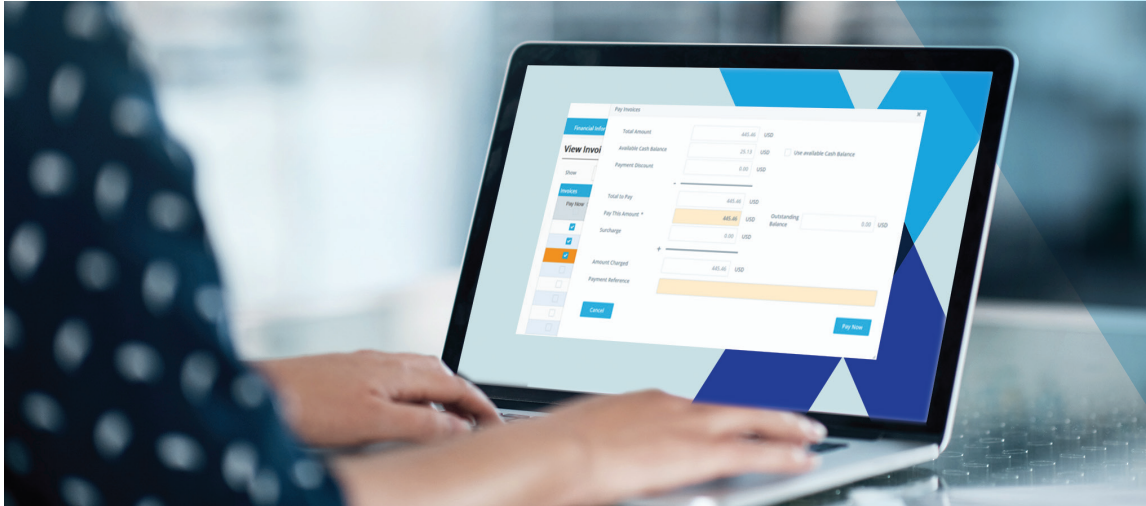 Pay Invoices
Financial Infor
View Invoi
Show
Invoices
Pay Now
Total Amount 445.46 USD
Available Cash Balance 25.13 USD Use available Cash Balance
Payment Discount 0.00 USD
-
Total to Pay 445.46 USD
Pay This Amount * 445.46 USD Outstanding Balance 0.00 USD
Surcharge 0.00 USD
+
Amount Charged 445.46 USD
Payment Reference
Cancel
Pay Now